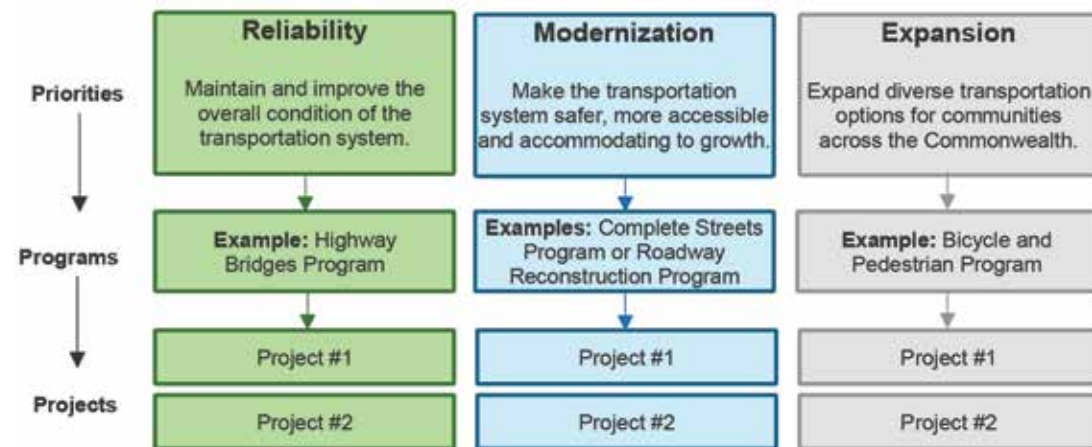 Priorities
Programs
Projects
Reliability
Maintain and improve the
overall condition of the
transportation system.
Example: Highway
Bridges Program
Project #1
Project #2
Modernization
Make the transportation
system safer, more accessible
and accommodating to growth.
Examples: Complete Streets
Program or Roadway
Reconstruction Program
Project #1
Project #2
Expansion
Expand diverse transportation
options for communities
across the Commonwealth.
Example: Bicycle and
Pedestrian Program
Project #1
Project #2